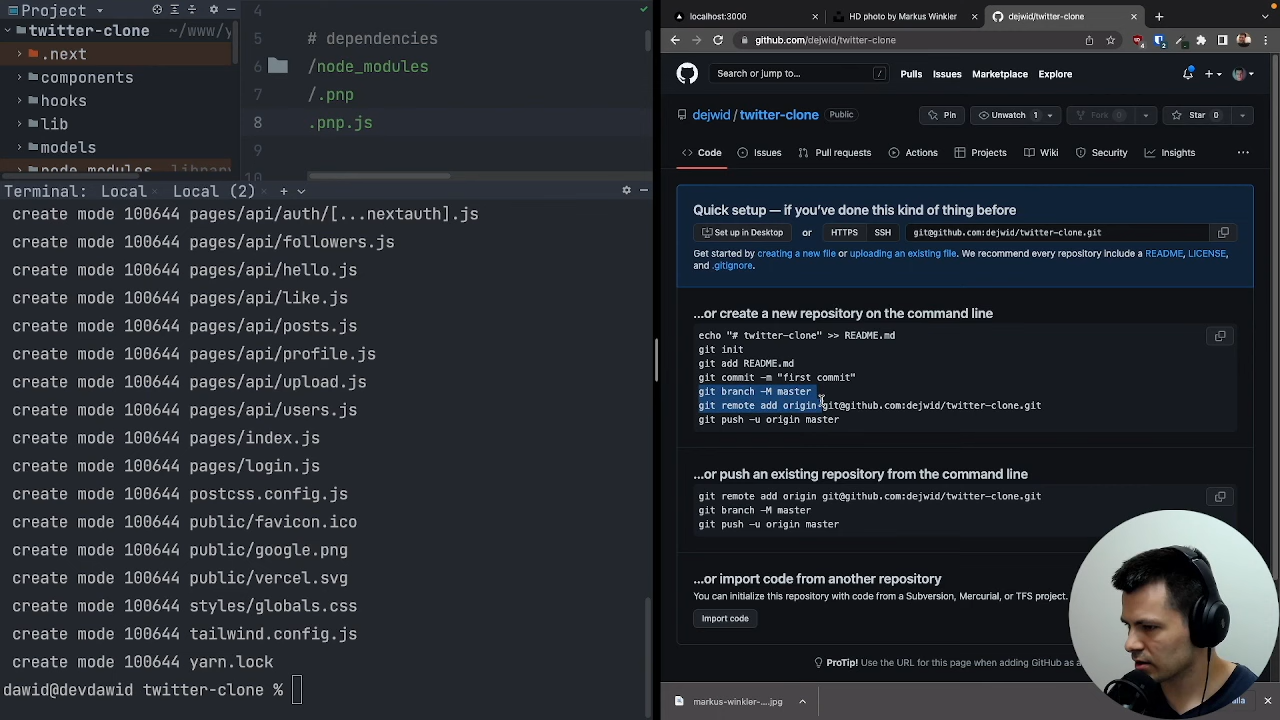 Project
twitter-clone ~/www/y
.next
components
hooks
lib
models
node_modules library
4
5 # dependencies
6 /node_modules
7 /.pnp
8 .pnp.js
9
10
Terminal: Local × Local (2) × +
create mode 100644 pages/api/auth/[...nextauth].js
create mode 100644 pages/api/followers.js
create mode 100644 pages/api/hello.js
create mode 100644 pages/api/like.js
create mode 100644 pages/api/posts.js
create mode 100644 pages/api/profile.js
create mode 100644 pages/api/upload.js
create mode 100644 pages/api/users.js
create mode 100644 pages/index.js
create mode 100644 pages/login.js
create mode 100644 postcss.config.js
create mode 100644 public/favicon.ico
create mode 100644 public/google.png
create mode 100644 public/vercel.svg
create mode 100644 styles/globals.css
create mode 100644 tailwind.config.js
create mode 100644 yarn.lock
dawid@devdawid twitter-clone %
localhost:3000
HD photo by Markus Winkler
dejwid/twitter-clone
github.com/dejwid/twitter-clone
Search or jump to... /
Pulls Issues Marketplace Explore
dejwid / twitter-clone Public
Pin Unwatch 1 Fork 0 Star 0
Code Issues Pull requests Actions Projects Wiki Security Insights ...
Quick setup — if you've done this kind of thing before
Set up in Desktop or HTTPS SSH git@github.com:dejwid/twitter-clone.git
Get started by creating a new file or uploading an existing file. We recommend every repository include a README, LICENSE,
and .gitignore.
...or create a new repository on the command line
echo "# twitter-clone" >> README.md
git init
git add README.md
git commit -m "first commit"
git branch -M master
git remote add origin git@github.com:dejwid/twitter-clone.git
git push -u origin master
...or push an existing repository from the command line
git remote add origin git@github.com:dejwid/twitter-clone.git
git branch -M master
git push -u origin master
...or import code from another repository
You can initialize this repository with code from a Subversion, Mercurial, or TFS project.
Import code
ProTip! Use the URL for this page when adding GitHub as a
markus-winkler-....jpg